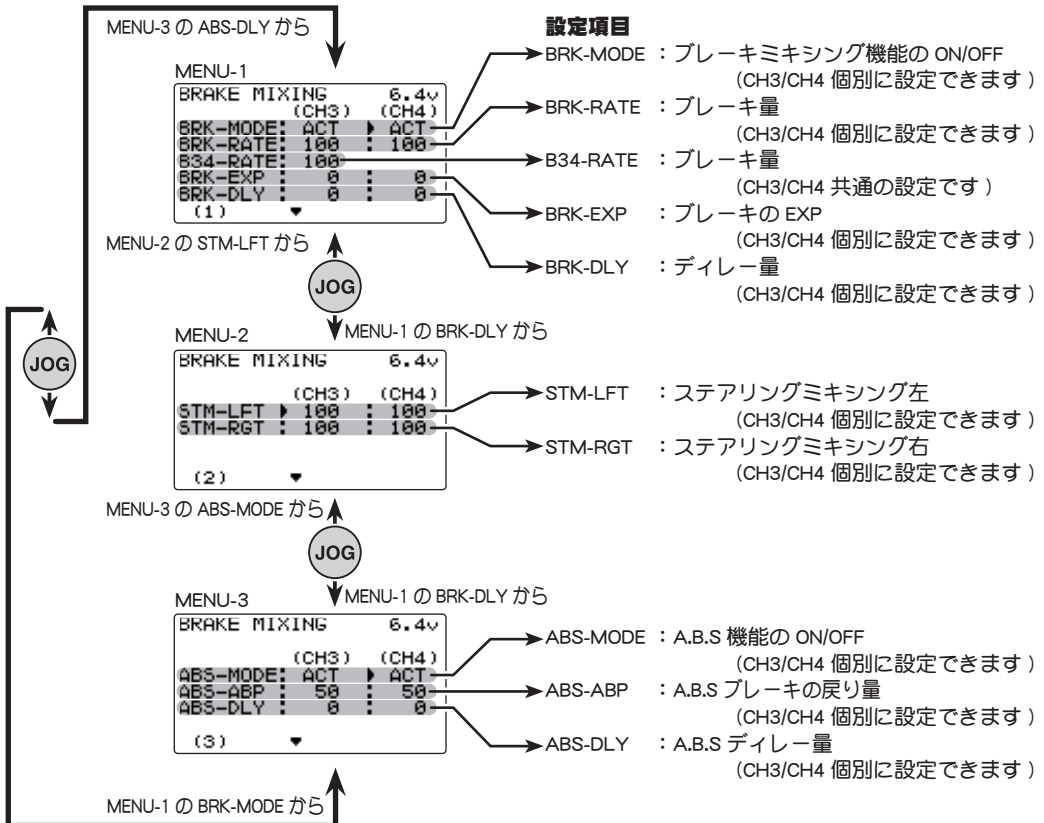 MENU-3 の ABS-DLY から
設定項目
MENU-1
BRAKE MIXING 6.4v
(CH3) (CH4)
BRK-MODE: ACT ▶ ACT
BRK-RATE: 100 : 100
B34-RATE: 100
BRK-EXP : 0 : 0
BRK-DLY : 0 : 0
(1) ▼
BRK-MODE :ブレーキミキシング機能の ON/OFF
(CH3/CH4 個別に設定できます )
BRK-RATE :ブレーキ量
(CH3/CH4 個別に設定できます )
B34-RATE :ブレーキ量
(CH3/CH4 共通の設定です )
BRK-EXP :ブレーキの EXP
(CH3/CH4 個別に設定できます )
BRK-DLY :ディレー量
(CH3/CH4 個別に設定できます )
MENU-2 の STM-LFT から
JOG
MENU-1 の BRK-DLY から
JOG
MENU-2
BRAKE MIXING 6.4v
(CH3) (CH4)
STM-LFT ▶ 100 : 100
STM-RGT : 100 : 100
(2) ▼
STM-LFT :ステアリングミキシング左
(CH3/CH4 個別に設定できます )
STM-RGT :ステアリングミキシング右
(CH3/CH4 個別に設定できます )
MENU-3 の ABS-MODE から
JOG
MENU-1 の BRK-DLY から
MENU-3
BRAKE MIXING 6.4v
(CH3) (CH4)
ABS-MODE: ACT ▶ ACT
ABS-ABP : 50 : 50
ABS-DLY : 0 : 0
(3) ▼
ABS-MODE :A.B.S 機能の ON/OFF
(CH3/CH4 個別に設定できます )
ABS-ABP :A.B.S ブレーキの戻り量
(CH3/CH4 個別に設定できます )
ABS-DLY :A.B.S ディレー量
(CH3/CH4 個別に設定できます )
MENU-1 の BRK-MODE から